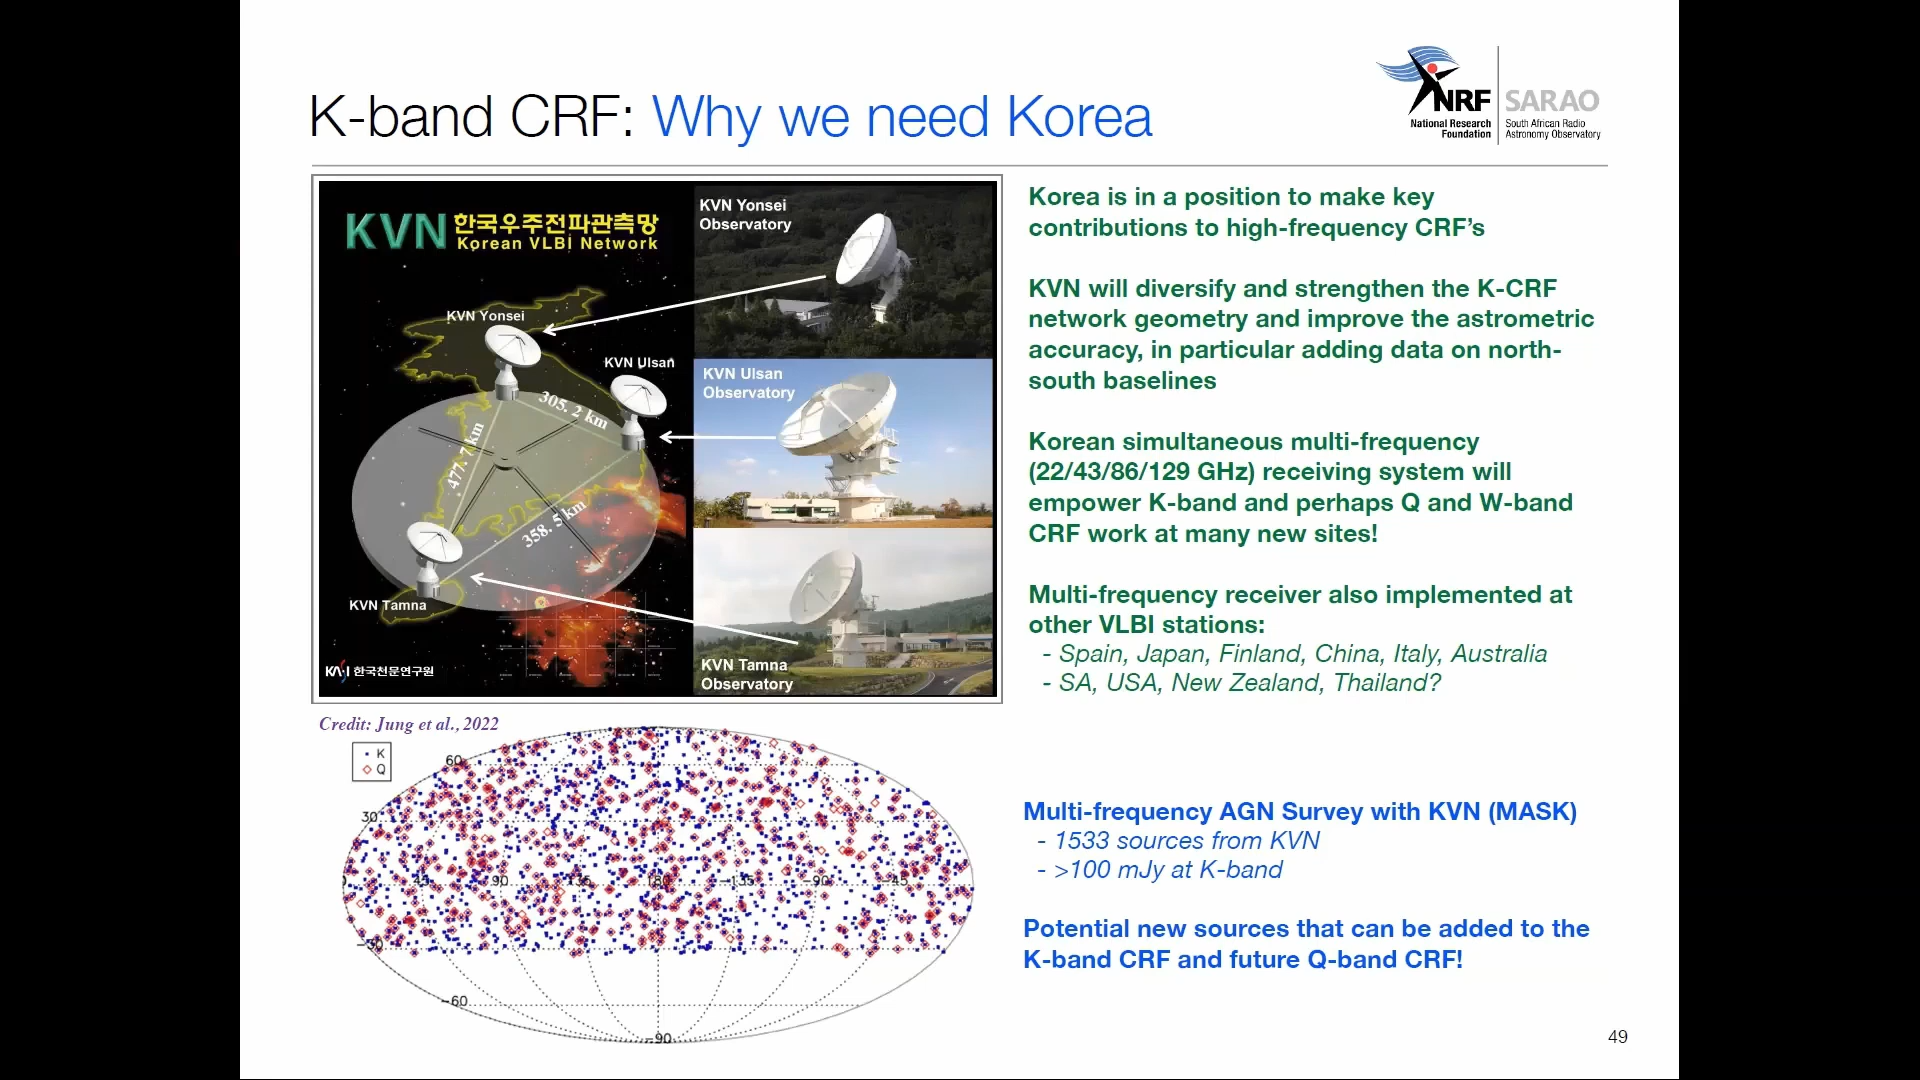 K-band CRF: Why we need Korea
NRF
National Research
Foundation
SARAO
South African Radio
Astronomy Observatory
KVN 한국우주전파관측망
Korean VLBI Network
KVN Yonsei
KVN Ulsan
305. 2 km
477. 7 km
358. 5 km
KVN Tamna
KASI 한국천문연구원
KVN Yonsei
Observatory
KVN Ulsan
Observatory
KVN Tamna
Observatory
Credit: Jung et al., 2022
Korea is in a position to make key
contributions to high-frequency CRF's
KVN will diversify and strengthen the K-CRF
network geometry and improve the astrometric
accuracy, in particular adding data on north-
south baselines
Korean simultaneous multi-frequency
(22/43/86/129 GHz) receiving system will
empower K-band and perhaps Q and W-band
CRF work at many new sites!
Multi-frequency receiver also implemented at
other VLBI stations:
- Spain, Japan, Finland, China, Italy, Australia
- SA, USA, New Zealand, Thailand?
K
Q
60
30
0
45
90
135
180
-135
-90
-45
-30
-60
-90
Multi-frequency AGN Survey with KVN (MASK)
- 1533 sources from KVN
- >100 mJy at K-band
Potential new sources that can be added to the
K-band CRF and future Q-band CRF!
49